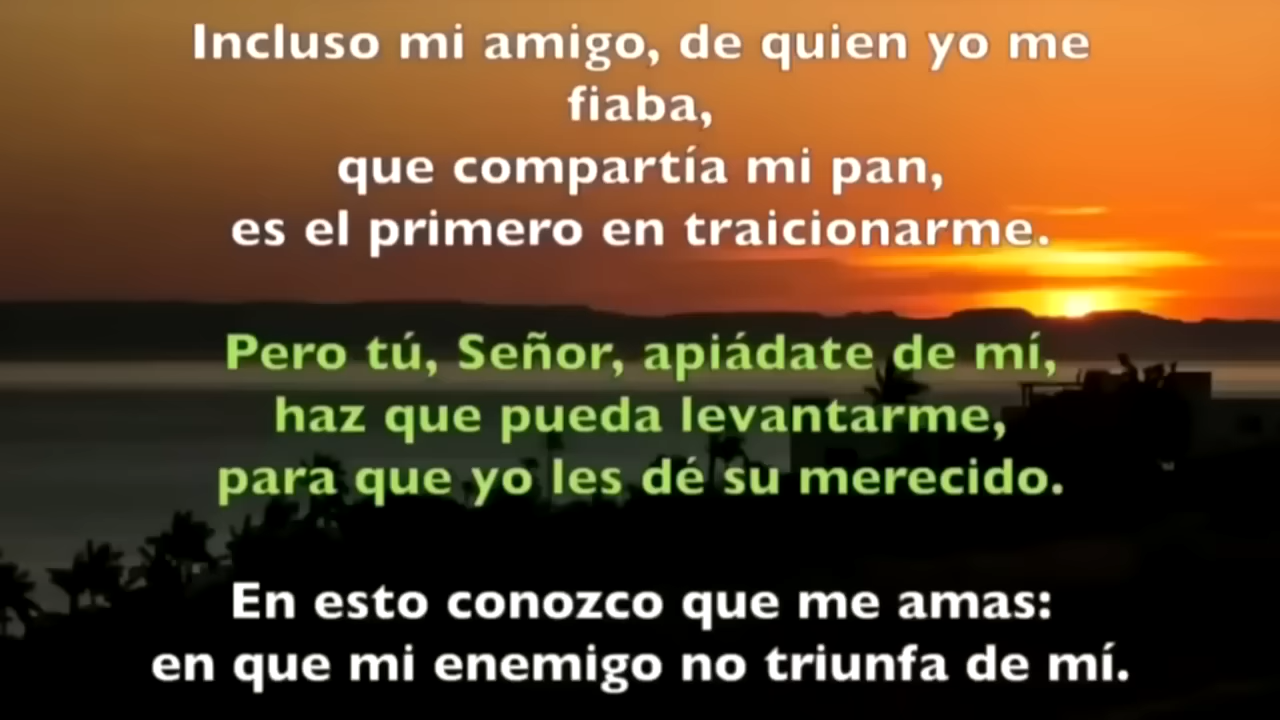 Incluso mi amigo, de quien yo me
fiaba,
que compartía mi pan,
es el primero en traicionarme.
Pero tú, Señor, apiádate de mí,
haz que pueda levantarme,
para que yo les dé su merecido.
En esto conozco que me amas:
en que mi enemigo no triunfa de mí.